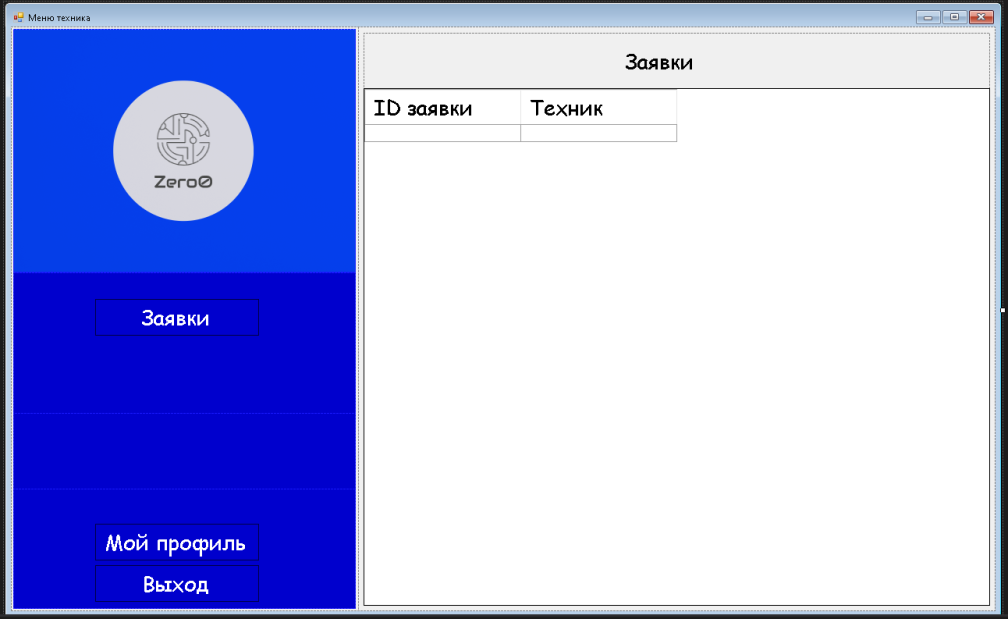 Меню техника
Zero0
Заявки
Мой профиль
Выход
Заявки
ID заявки Техник